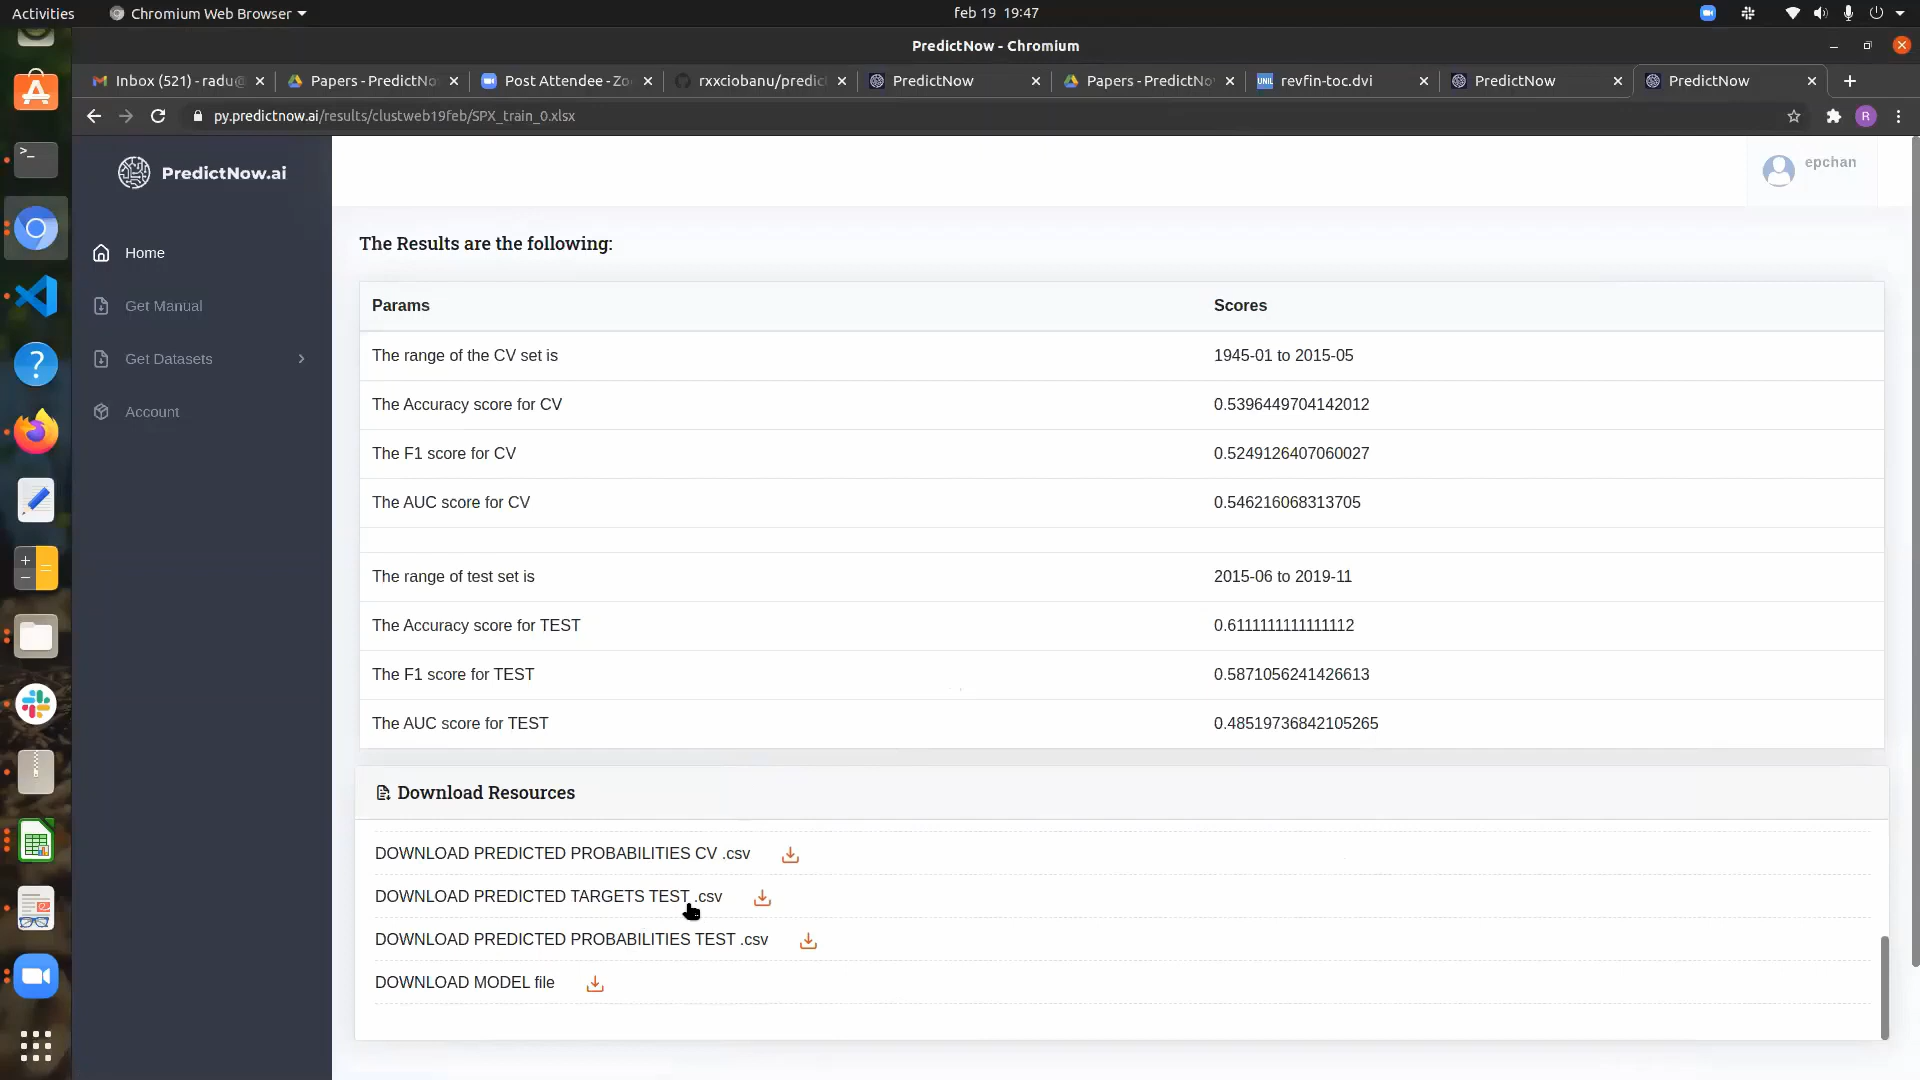 Activities
Chromium Web Browser
feb 19 19:47
PredictNow - Chromium
Inbox (521) - radu@
Papers - PredictNo
Post Attendee - Zo
rxxciobanu/predic
PredictNow
Papers - PredictNo
revfin-toc.dvi
PredictNow
PredictNow
py.predictnow.ai/results/clustweb19feb/SPX_train_0.xlsx
R
PredictNow.ai
epchan
Home
Get Manual
Get Datasets
Account
The Results are the following:
Params Scores
The range of the CV set is 1945-01 to 2015-05
The Accuracy score for CV 0.5396449704142012
The F1 score for CV 0.5249126407060027
The AUC score for CV 0.546216068313705
The range of test set is 2015-06 to 2019-11
The Accuracy score for TEST 0.6111111111111112
The F1 score for TEST 0.5871056241426613
The AUC score for TEST 0.48519736842105265
Download Resources
DOWNLOAD PREDICTED PROBABILITIES CV .csv
DOWNLOAD PREDICTED TARGETS TEST .csv
DOWNLOAD PREDICTED PROBABILITIES TEST .csv
DOWNLOAD MODEL file